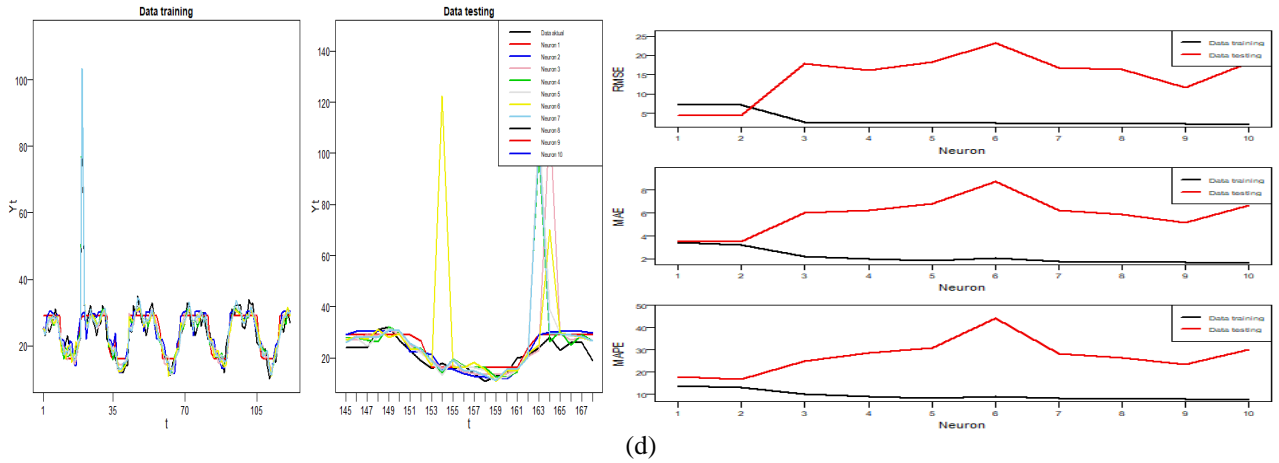 Data training
Yt
100
80
60
40
20
1 35 70 105
t
Data testing
140
120
100
80
60
40
20
Data aktual
Neuron 1
Neuron 2
Neuron 3
Neuron 4
Neuron 5
Neuron 6
Neuron 7
Neuron 8
Neuron 9
Neuron 10
Yt
145 147 149 151 153 155 157 159 161 163 165 167
t
RMSE
25
20
15
10
5
Data training
Data testing
1 2 3 4 5 6 7 8 9 10
Neuron
MAE
8
6
4
2
Data training
Data testing
1 2 3 4 5 6 7 8 9 10
Neuron
MAPE
50
40
30
20
10
Data training
Data testing
1 2 3 4 5 6 7 8 9 10
Neuron
(d)